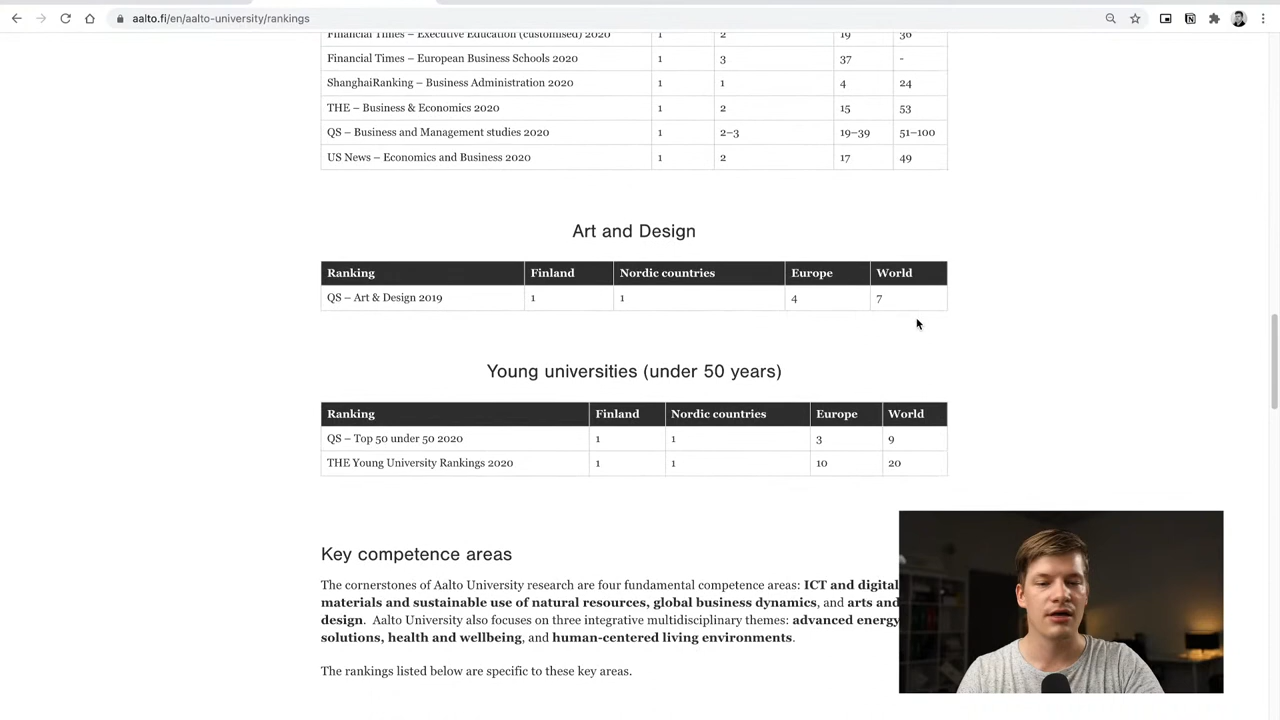 aalto.fi/en/aalto-university/rankings
Financial Times – Executive Education (customised) 2020 1 2 19 36
Financial Times – European Business Schools 2020 1 3 37 -
ShanghaiRanking – Business Administration 2020 1 1 4 24
THE – Business & Economics 2020 1 2 15 53
QS – Business and Management studies 2020 1 2–3 19–39 51–100
US News – Economics and Business 2020 1 2 17 49
Art and Design
Ranking Finland Nordic countries Europe World
QS – Art & Design 2019 1 1 4 7
Young universities (under 50 years)
Ranking Finland Nordic countries Europe World
QS – Top 50 under 50 2020 1 1 3 9
THE Young University Rankings 2020 1 1 10 20
Key competence areas
The cornerstones of Aalto University research are four fundamental competence areas: ICT and digital
materials and sustainable use of natural resources, global business dynamics, and arts and
design. Aalto University also focuses on three integrative multidisciplinary themes: advanced energy
solutions, health and wellbeing, and human-centered living environments.
The rankings listed below are specific to these key areas.